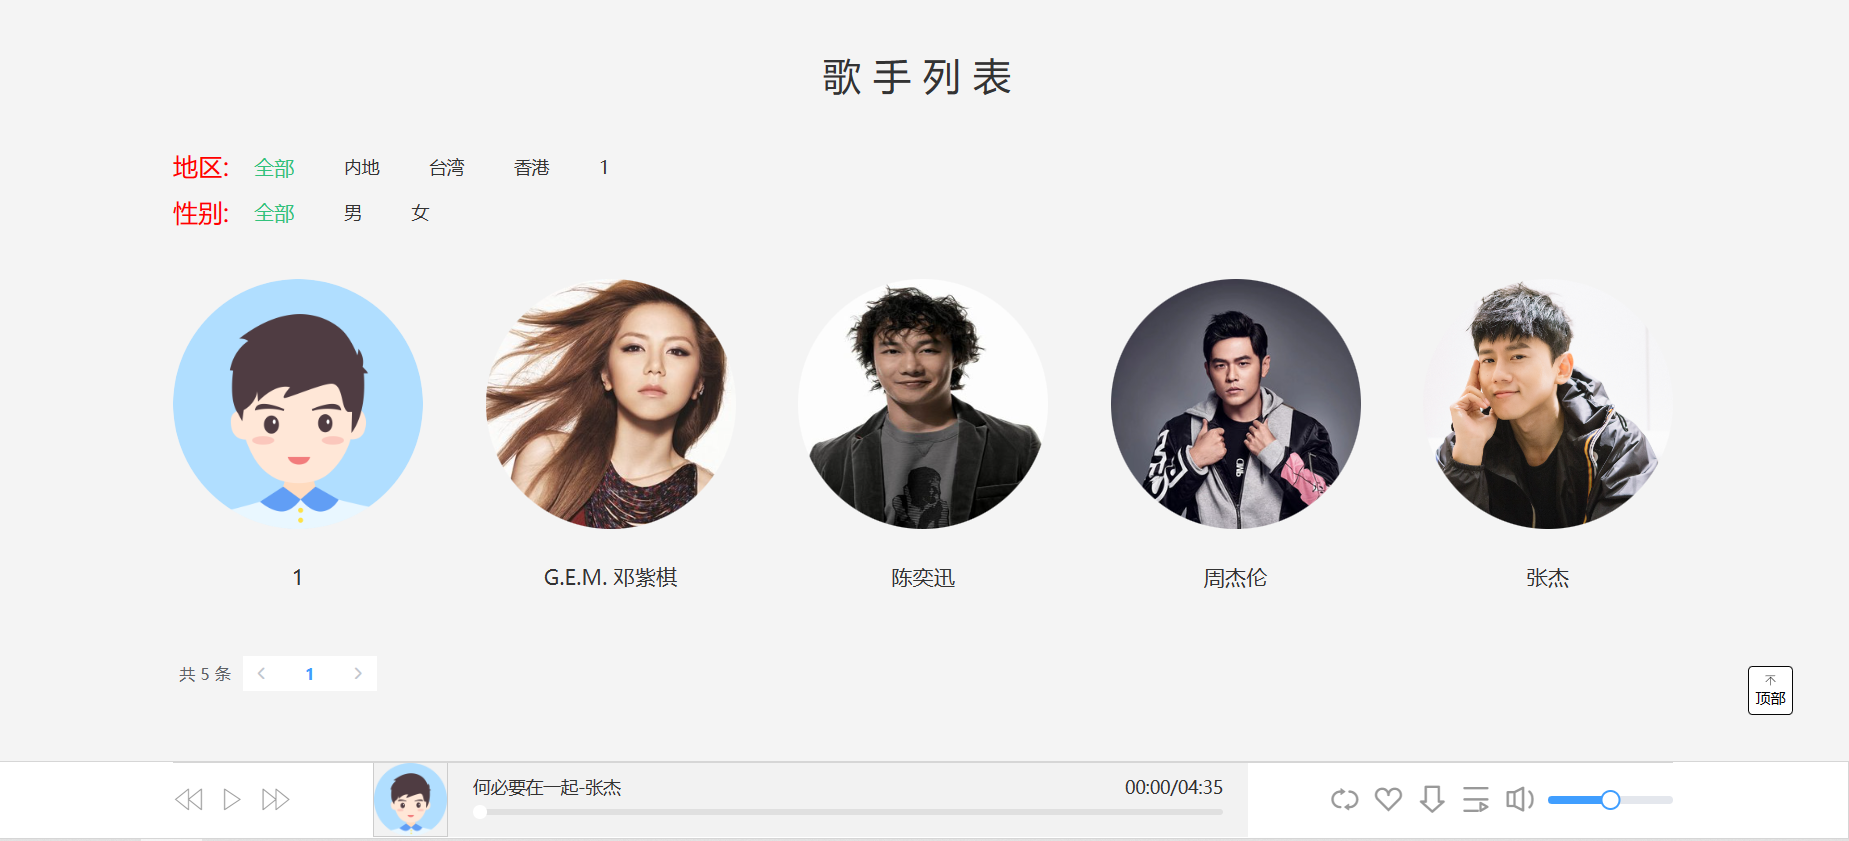 歌手列表
地区: 全部 内地 台湾 香港 1
性别: 全部 男 女
1 G.E.M. 邓紫棋 陈奕迅 周杰伦 张杰
共 5 条 1
顶部
何必要在一起-张杰 00:00/04:35